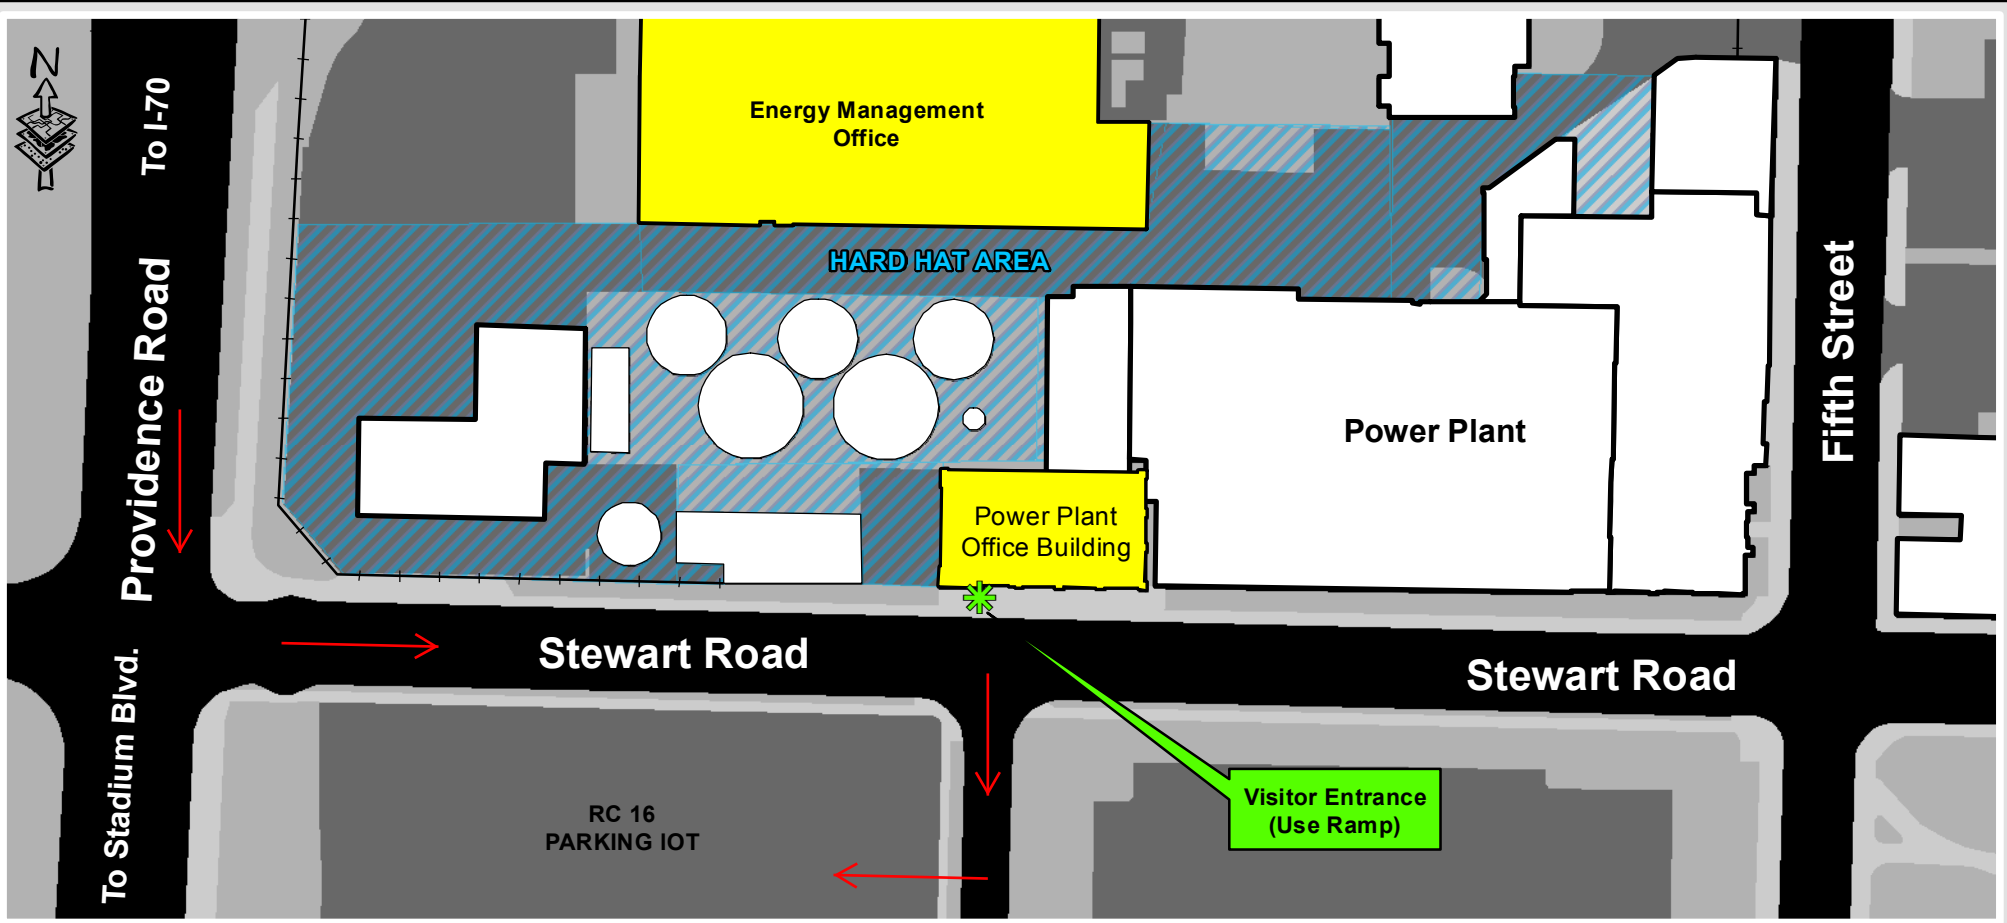 N
To I-70
Energy Management
Office
HARD HAT AREA
Providence Road
Fifth Street
Power Plant
Power Plant
Office Building
Stewart Road
Stewart Road
To Stadium Blvd.
Visitor Entrance
(Use Ramp)
RC 16
PARKING lOT